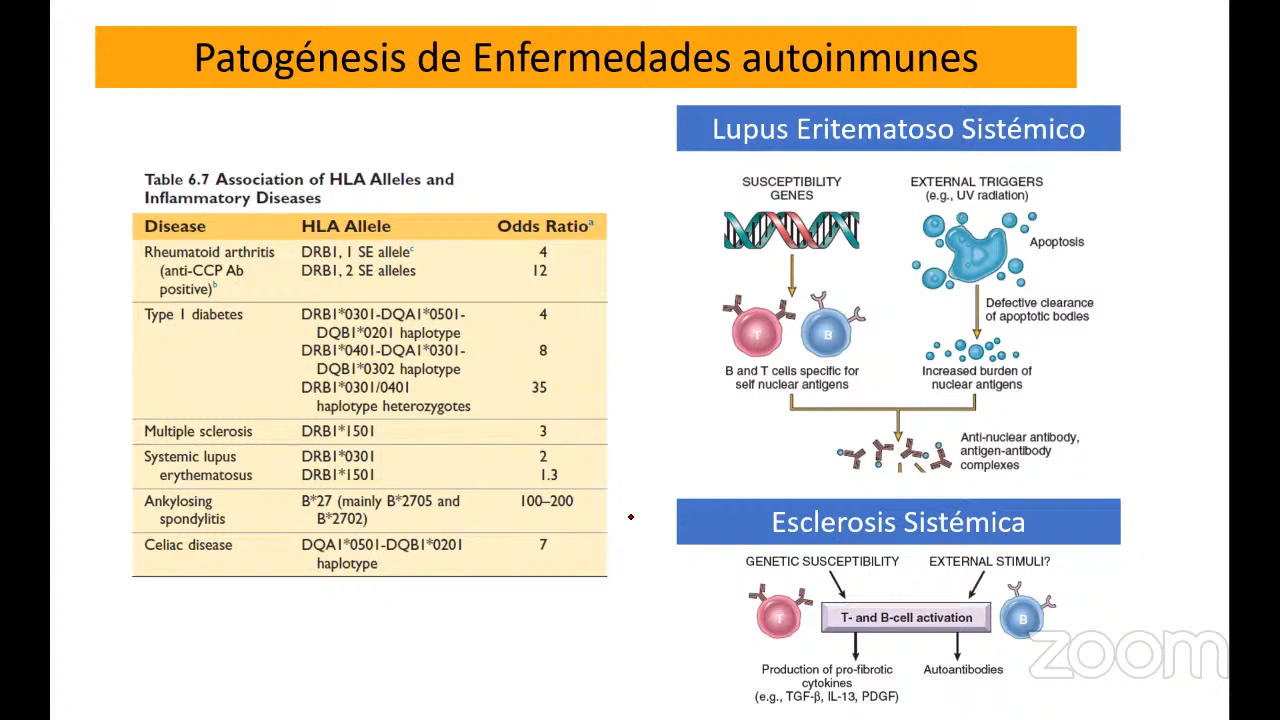 Patogénesis de Enfermedades autoinmunes
Table 6.7 Association of HLA Alleles and
Inflammatory Diseases
Disease HLA Allele Odds Ratioᵃ
Rheumatoid arthritis DRB1, 1 SE alleleᶜ 4
(anti-CCP Ab DRB1, 2 SE alleles 12
positive)ᵇ
Type 1 diabetes DRB1*0301-DQA1*0501- 4
DQB1*0201 haplotype
DRB1*0401-DQA1*0301- 8
DQB1*0302 haplotype
DRB1*0301/0401 35
haplotype heterozygotes
Multiple sclerosis DRB1*1501 3
Systemic lupus DRB1*0301 2
erythematosus DRB1*1501 1.3
Ankylosing B*27 (mainly B*2705 and 100–200
spondylitis B*2702)
Celiac disease DQA1*0501-DQB1*0201 7
haplotype
Lupus Eritematoso Sistémico
SUSCEPTIBILITY
GENES
EXTERNAL TRIGGERS
(e.g., UV radiation)
Apoptosis
Defective clearance
of apoptotic bodies
T
B
B and T cells specific for
self nuclear antigens
Increased burden of
nuclear antigens
Anti-nuclear antibody,
antigen-antibody
complexes
Esclerosis Sistémica
GENETIC SUSCEPTIBILITY EXTERNAL STIMULI?
T
T- and B-cell activation
B
Production of pro-fibrotic
cytokines
(e.g., TGF-β, IL-13, PDGF)
Autoantibodies
zoom